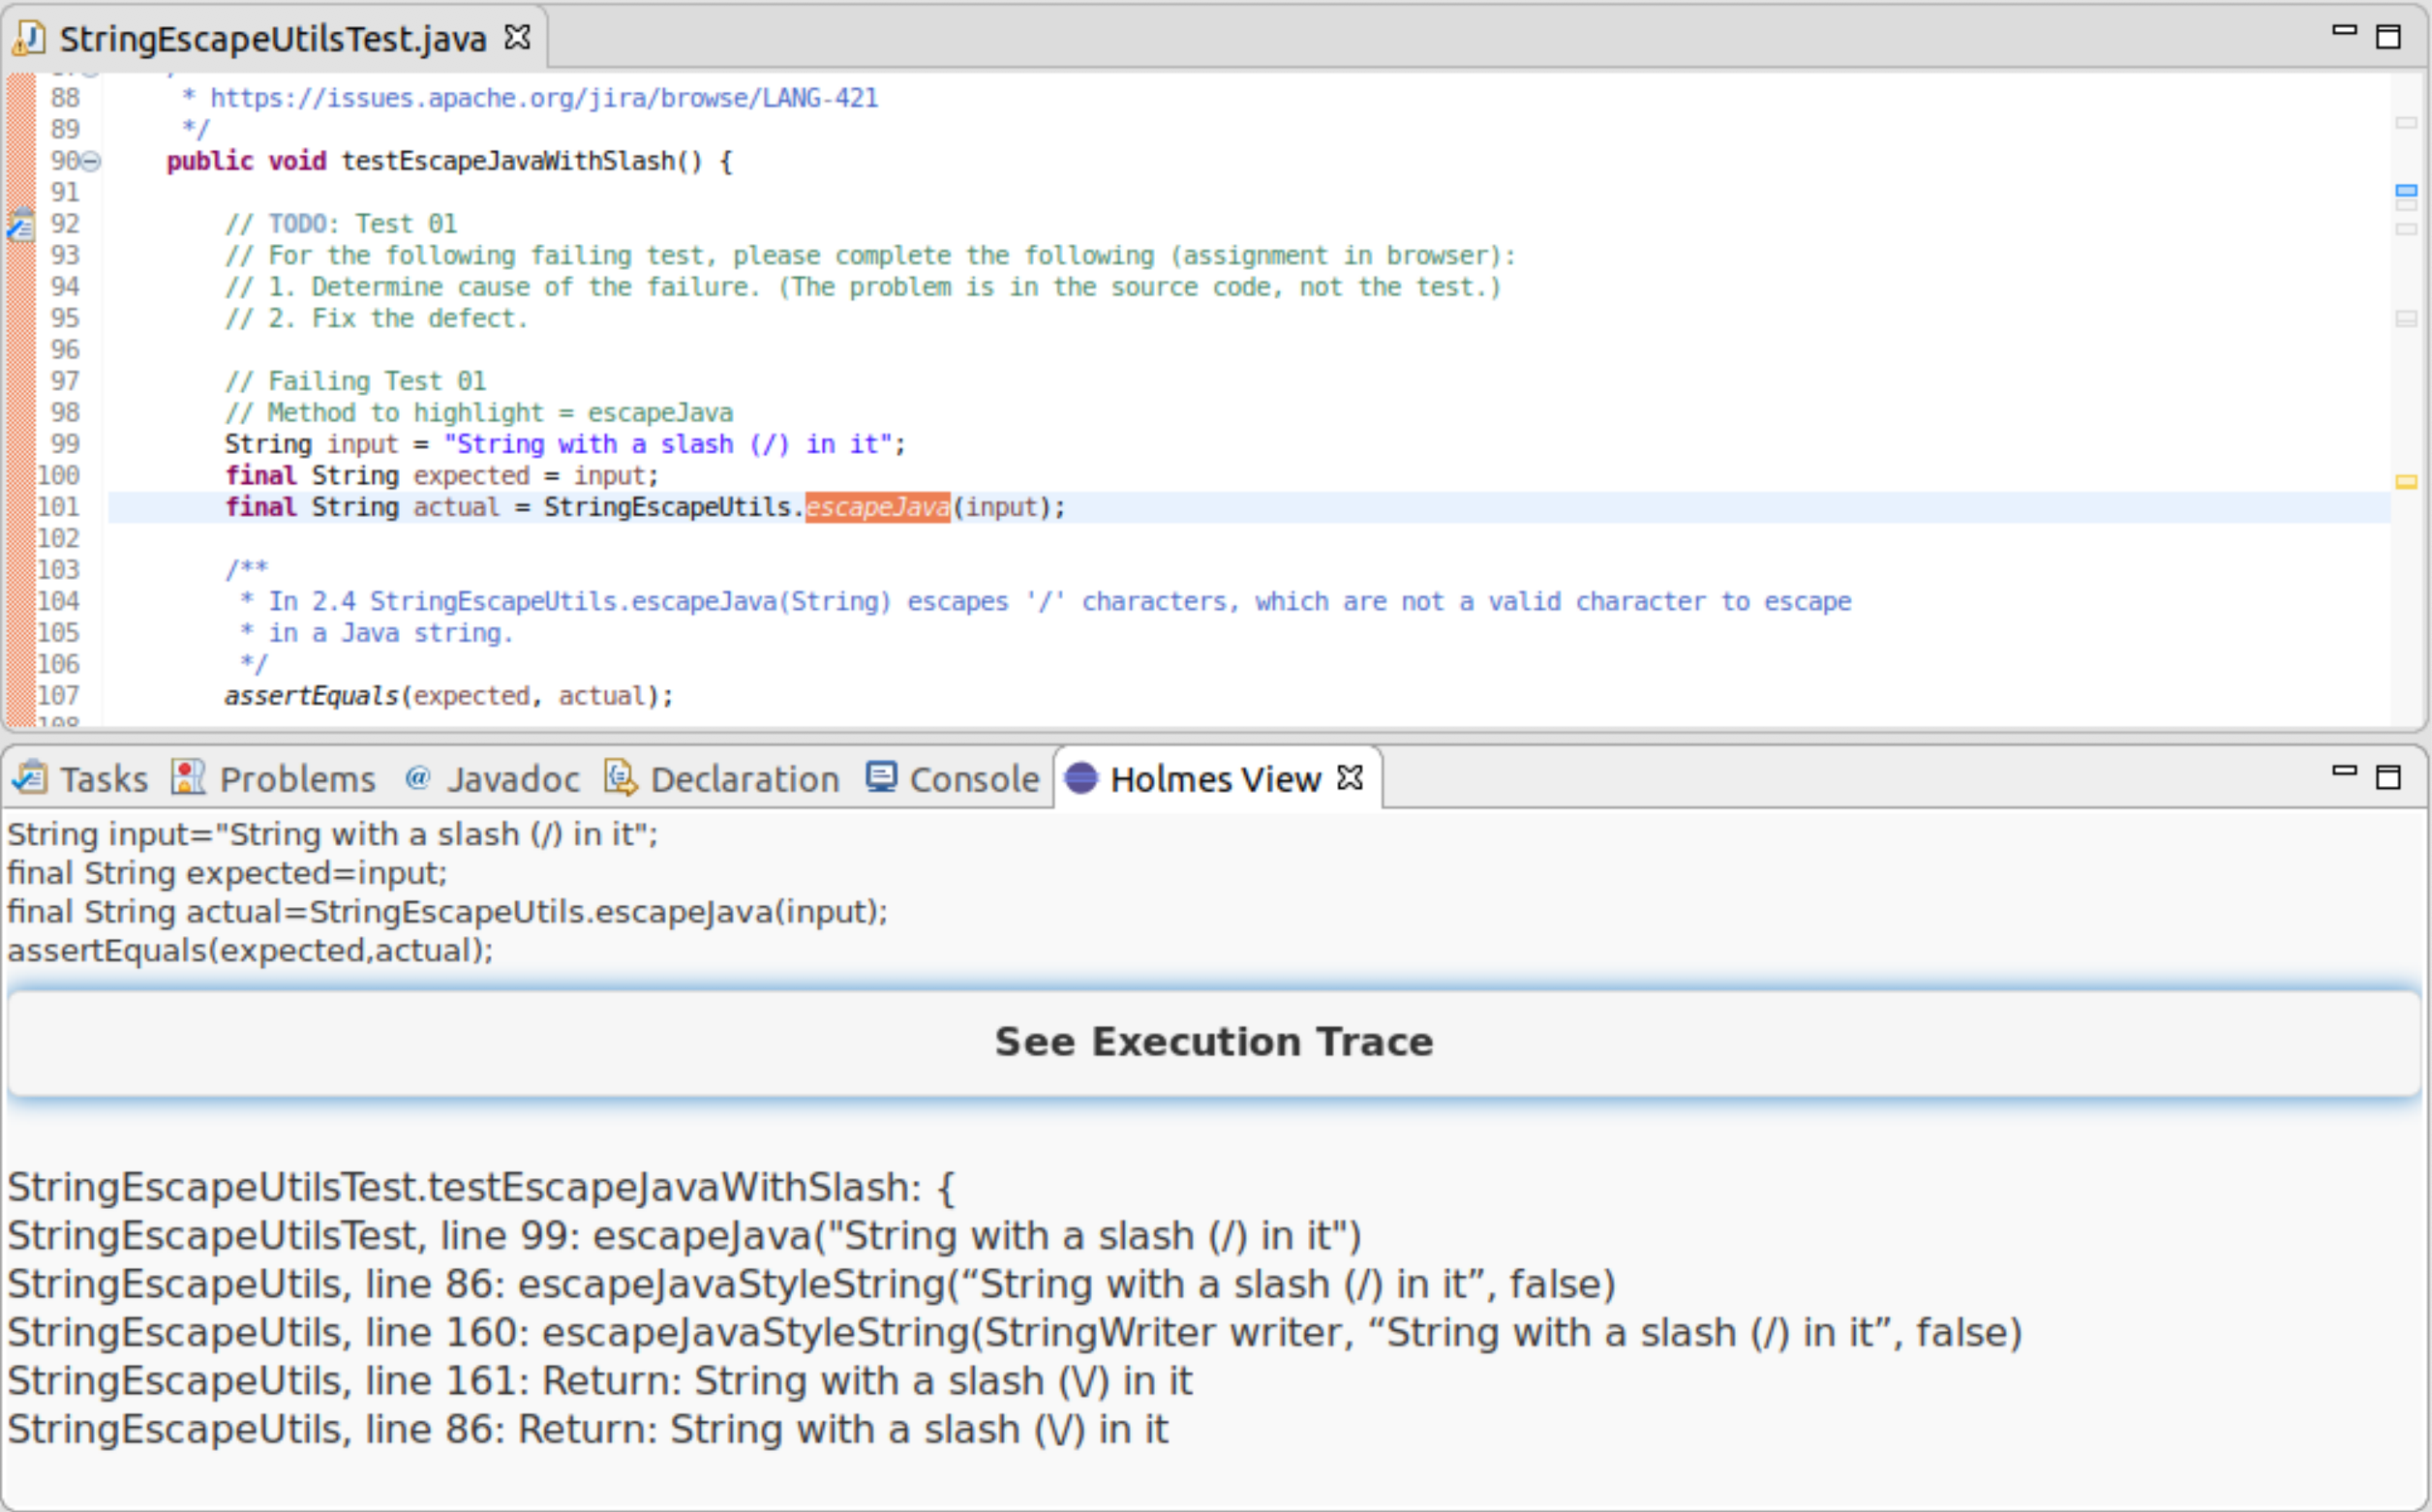 StringEscapeUtilsTest.java
88 * https://issues.apache.org/jira/browse/LANG-421
89 */
90 public void testEscapeJavaWithSlash() {
91
92 // TODO: Test 01
93 // For the following failing test, please complete the following (assignment in browser):
94 // 1. Determine cause of the failure. (The problem is in the source code, not the test.)
95 // 2. Fix the defect.
96
97 // Failing Test 01
98 // Method to highlight = escapeJava
99 String input = "String with a slash (/) in it";
100 final String expected = input;
101 final String actual = StringEscapeUtils.escapeJava(input);
102
103 /**
104 * In 2.4 StringEscapeUtils.escapeJava(String) escapes '/' characters, which are not a valid character to escape
105 * in a Java string.
106 */
107 assertEquals(expected, actual);
108
Tasks Problems @ Javadoc Declaration Console Holmes View
String input="String with a slash (/) in it";
final String expected=input;
final String actual=StringEscapeUtils.escapeJava(input);
assertEquals(expected,actual);
See Execution Trace
StringEscapeUtilsTest.testEscapeJavaWithSlash: {
StringEscapeUtilsTest, line 99: escapeJava("String with a slash (/) in it")
StringEscapeUtils, line 86: escapeJavaStyleString(“String with a slash (/) in it”, false)
StringEscapeUtils, line 160: escapeJavaStyleString(StringWriter writer, “String with a slash (/) in it”, false)
StringEscapeUtils, line 161: Return: String with a slash (\/) in it
StringEscapeUtils, line 86: Return: String with a slash (\/) in it